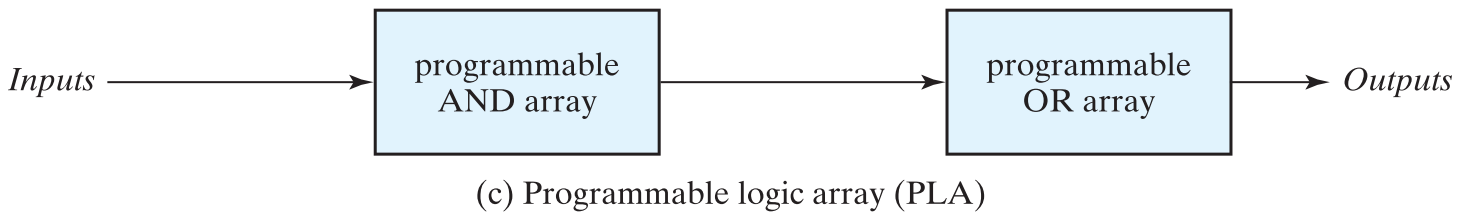 Inputs
programmable
AND array
programmable
OR array
Outputs
(c) Programmable logic array (PLA)